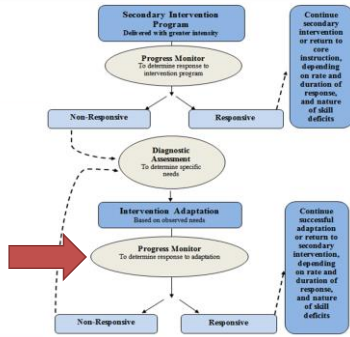 Secondary Intervention
Program
Delivered with greater intensity
Progress Monitor
To determine response to
intervention program
Non-Responsive
Responsive
Continue
secondary
intervention
or return to
core
instruction,
depending
on rate
and
duration of
response,
and nature
of skill
deficits
Diagnostic
Assessment
To determine specific
needs
Intervention Adaptation
Based on observed needs
Progress Monitor
To determine response to adaptation
Non-Responsive
Responsive
Continue
successful
adaptation
or return to
secondary
intervention,
depending
on rate and
duration of
response,
and nature
of skill
deficits